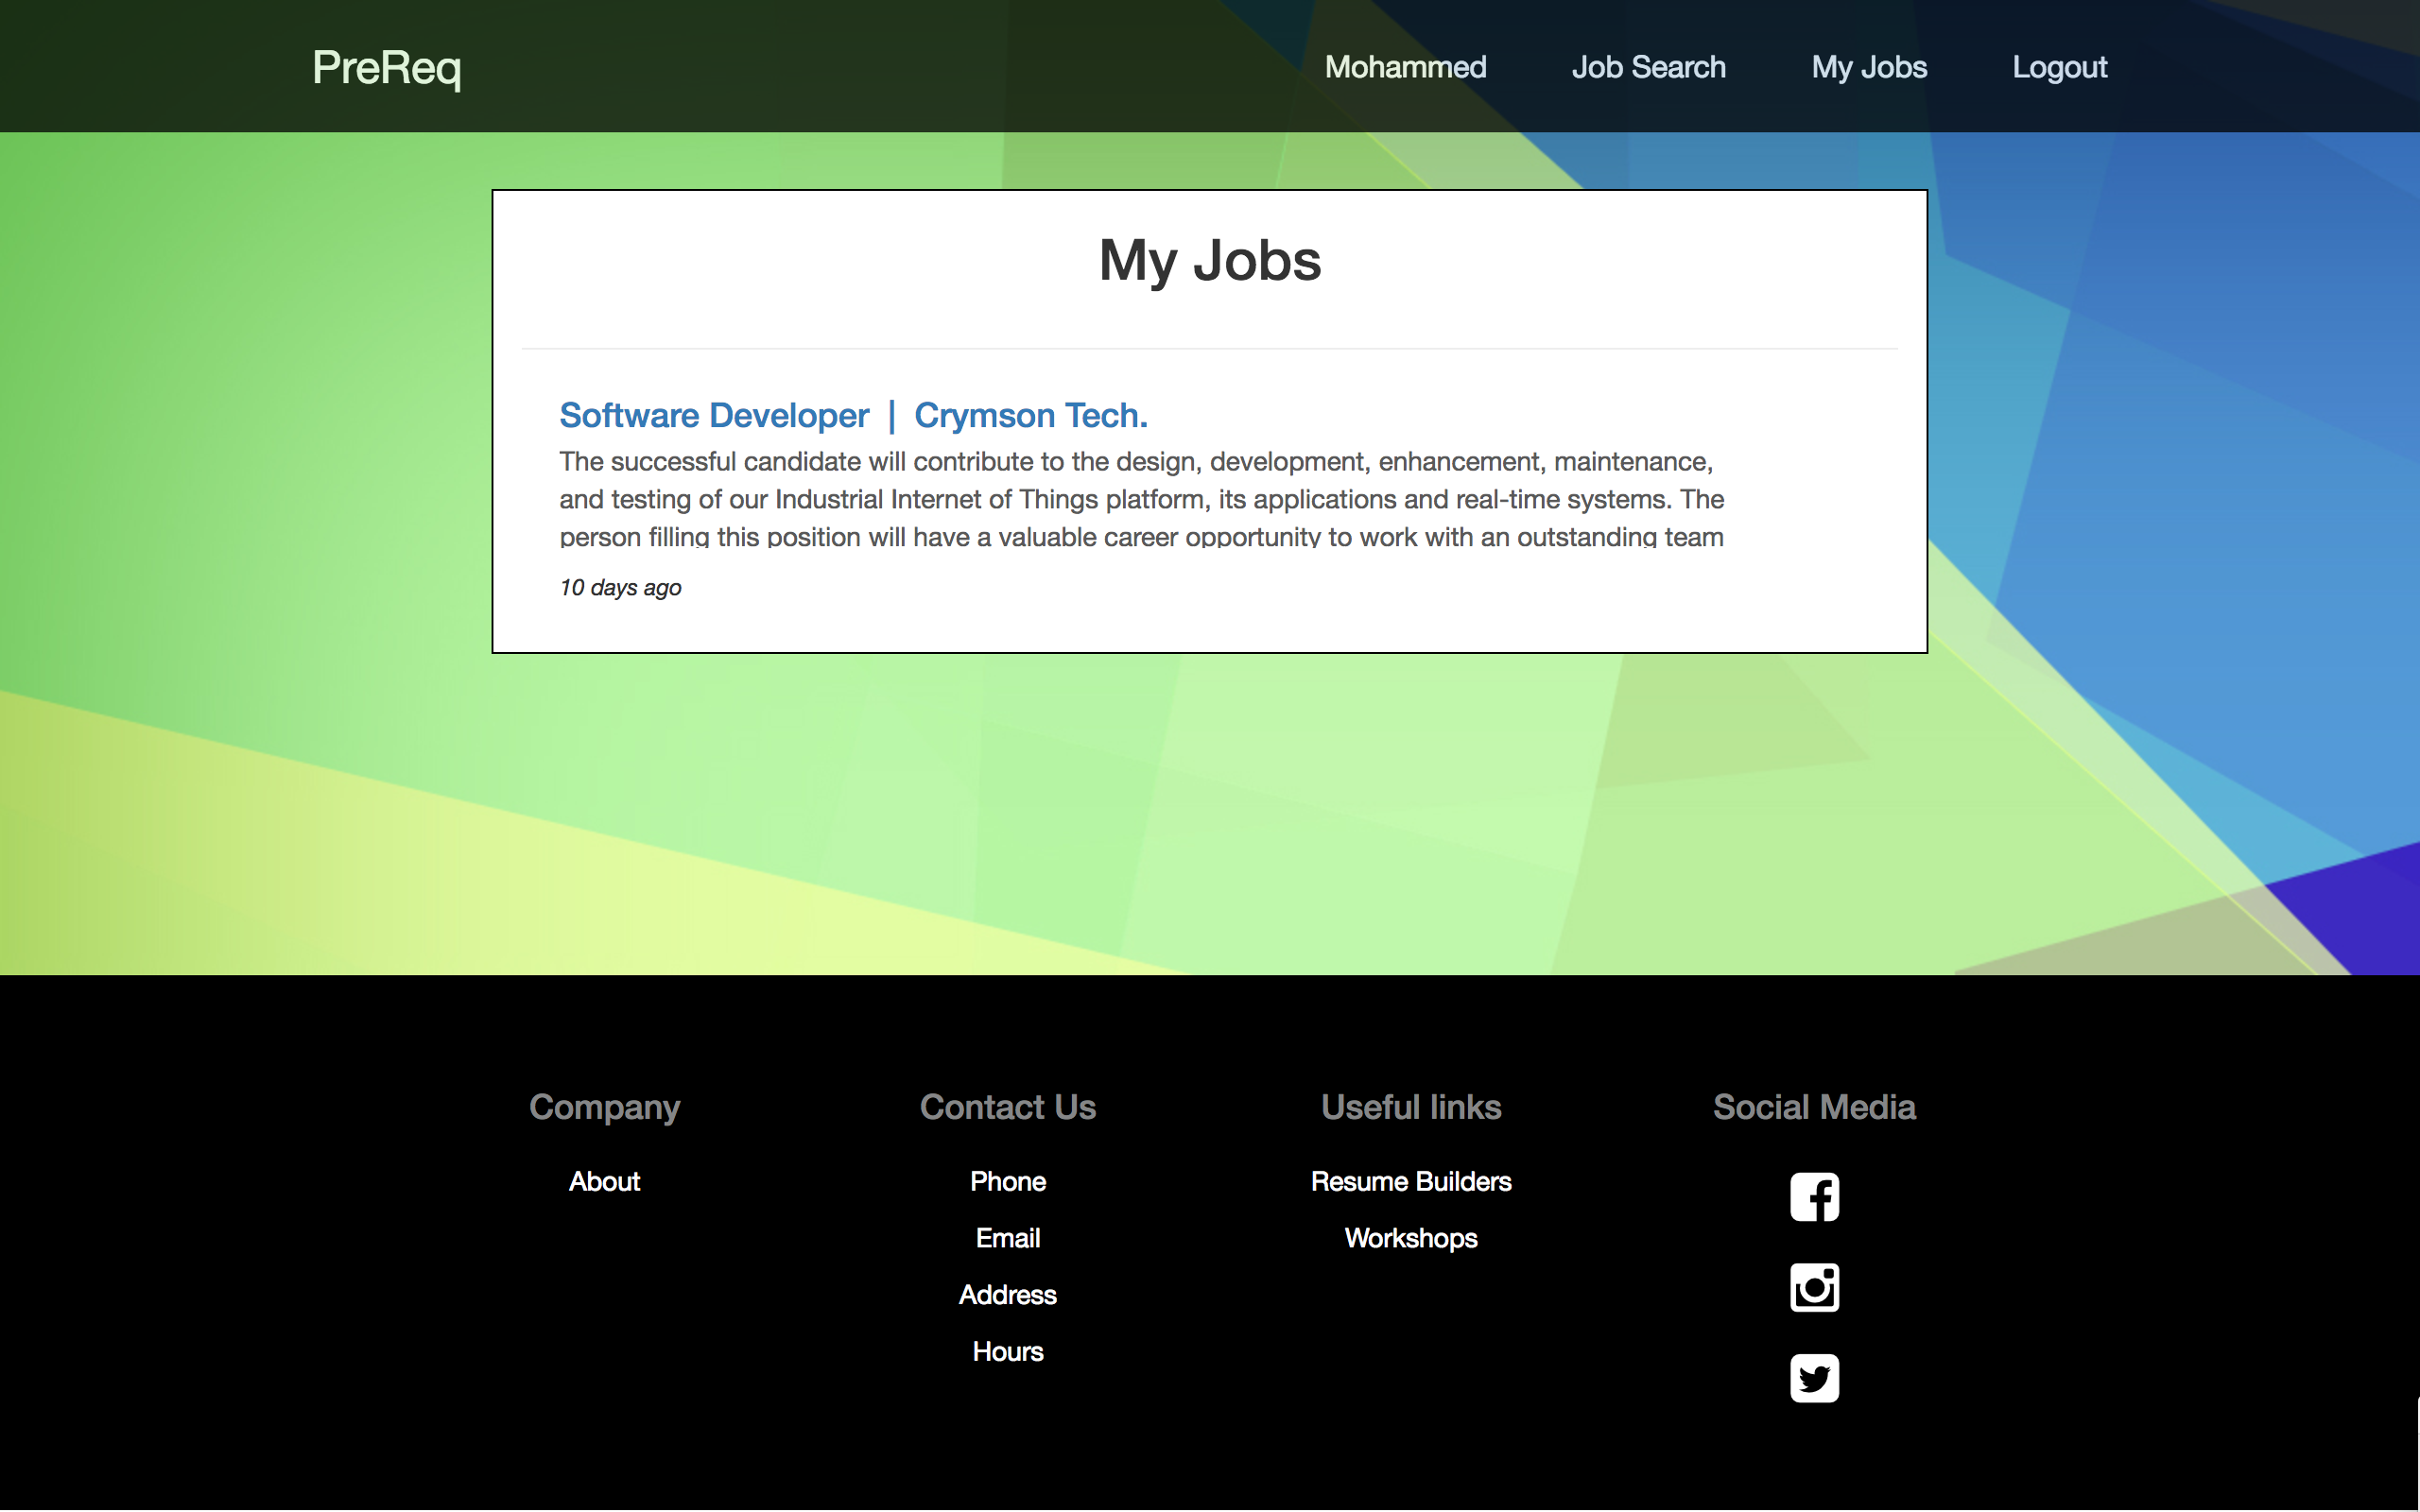 PreReq
Mohammed
Job Search
My Jobs
Logout
My Jobs
Software Developer | Crymson Tech.
The successful candidate will contribute to the design, development, enhancement, maintenance,
and testing of our Industrial Internet of Things platform, its applications and real-time systems. The
person filling this position will have a valuable career opportunity to work with an outstanding team
10 days ago
Company
About
Contact Us
Phone
Email
Address
Hours
Useful links
Resume Builders
Workshops
Social Media